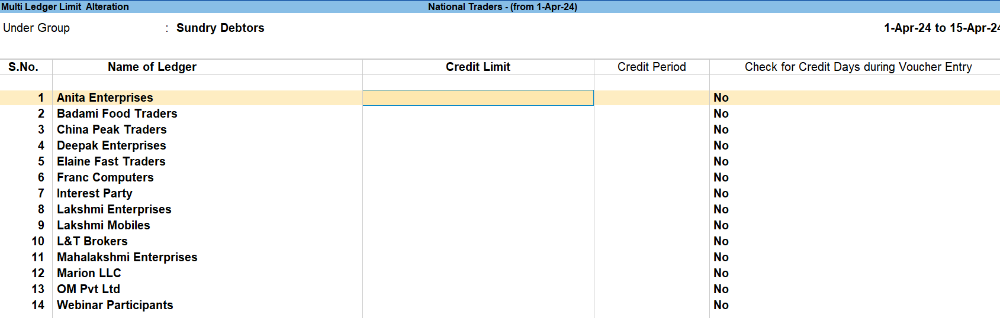 Multi Ledger Limit Alteration National Traders - (from 1-Apr-24)
Under Group : Sundry Debtors 1-Apr-24 to 15-Apr-24
S.No. Name of Ledger Credit Limit Credit Period Check for Credit Days during Voucher Entry
1 Anita Enterprises No
2 Badami Food Traders No
3 China Peak Traders No
4 Deepak Enterprises No
5 Elaine Fast Traders No
6 Franc Computers No
7 Interest Party No
8 Lakshmi Enterprises No
9 Lakshmi Mobiles No
10 L&T Brokers No
11 Mahalakshmi Enterprises No
12 Marion LLC No
13 OM Pvt Ltd No
14 Webinar Participants No